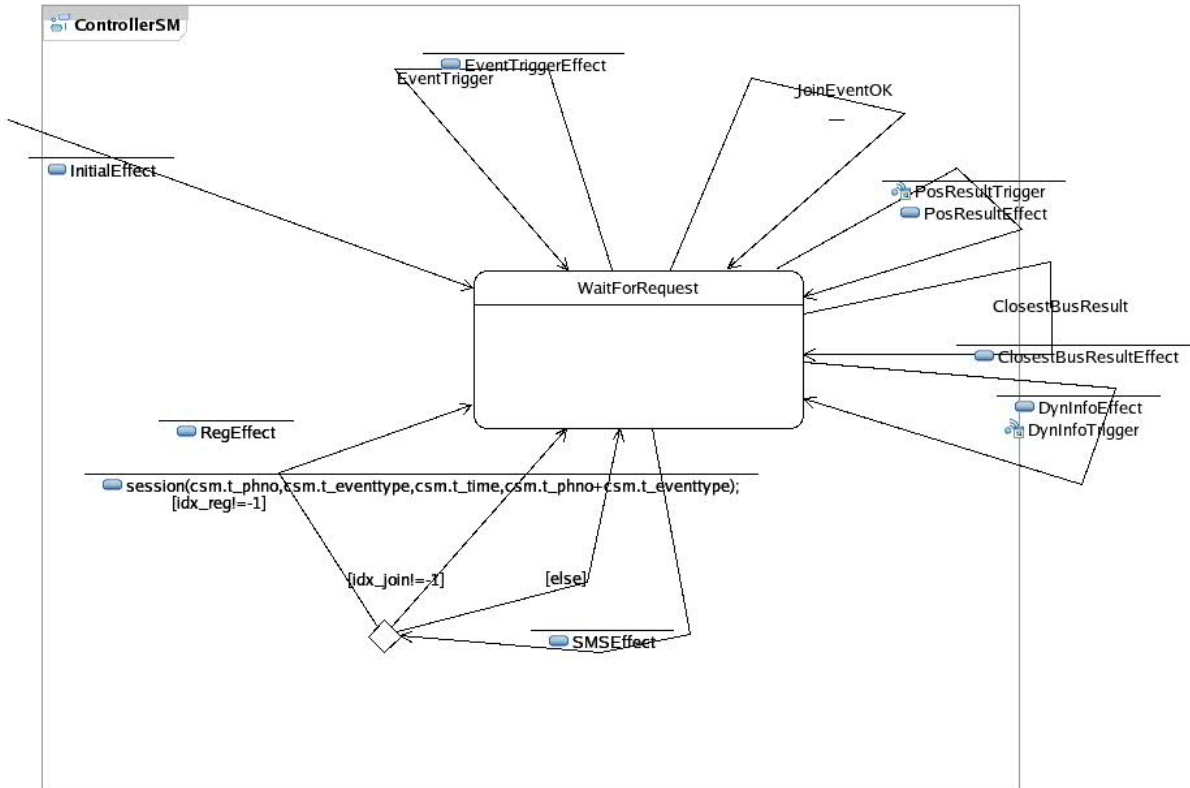 ControllerSM
EventTriggerEffect
EventTrigger
JoinEventOK
InitialEffect
PosResultTrigger
PosResultEffect
WaitForRequest
ClosestBusResult
ClosestBusResultEffect
DynInfoEffect
DynInfoTrigger
RegEffect
session(csm.t_phno,csm.t_eventtype,csm.t_time,csm.t_phno+csm.t_eventtype);
[idx_reg!=-1]
[idx_join!=-1]
[else]
SMSEffect